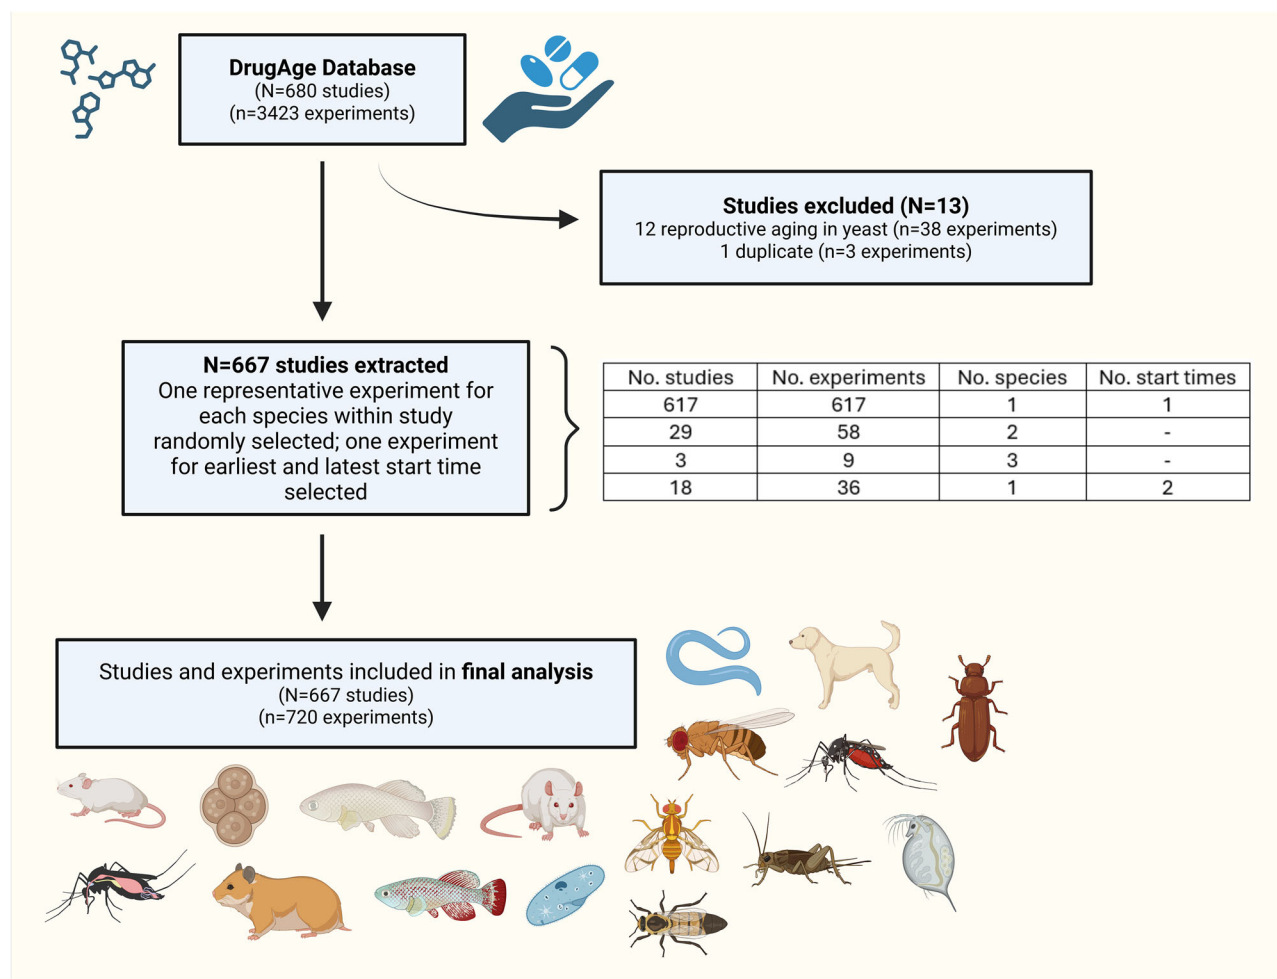 DrugAge Database
(N=680 studies)
(n=3423 experiments)
Studies excluded (N=13)
12 reproductive aging in yeast (n=38 experiments)
1 duplicate (n=3 experiments)
N=667 studies extracted
One representative experiment for
each species within study
randomly selected; one experiment
for earliest and latest start time
selected
No. studies No. experiments No. species No. start times
617 617 1 1
29 58 2 -
3 9 3 -
18 36 1 2
Studies and experiments included in final analysis
(N=667 studies)
(n=720 experiments)